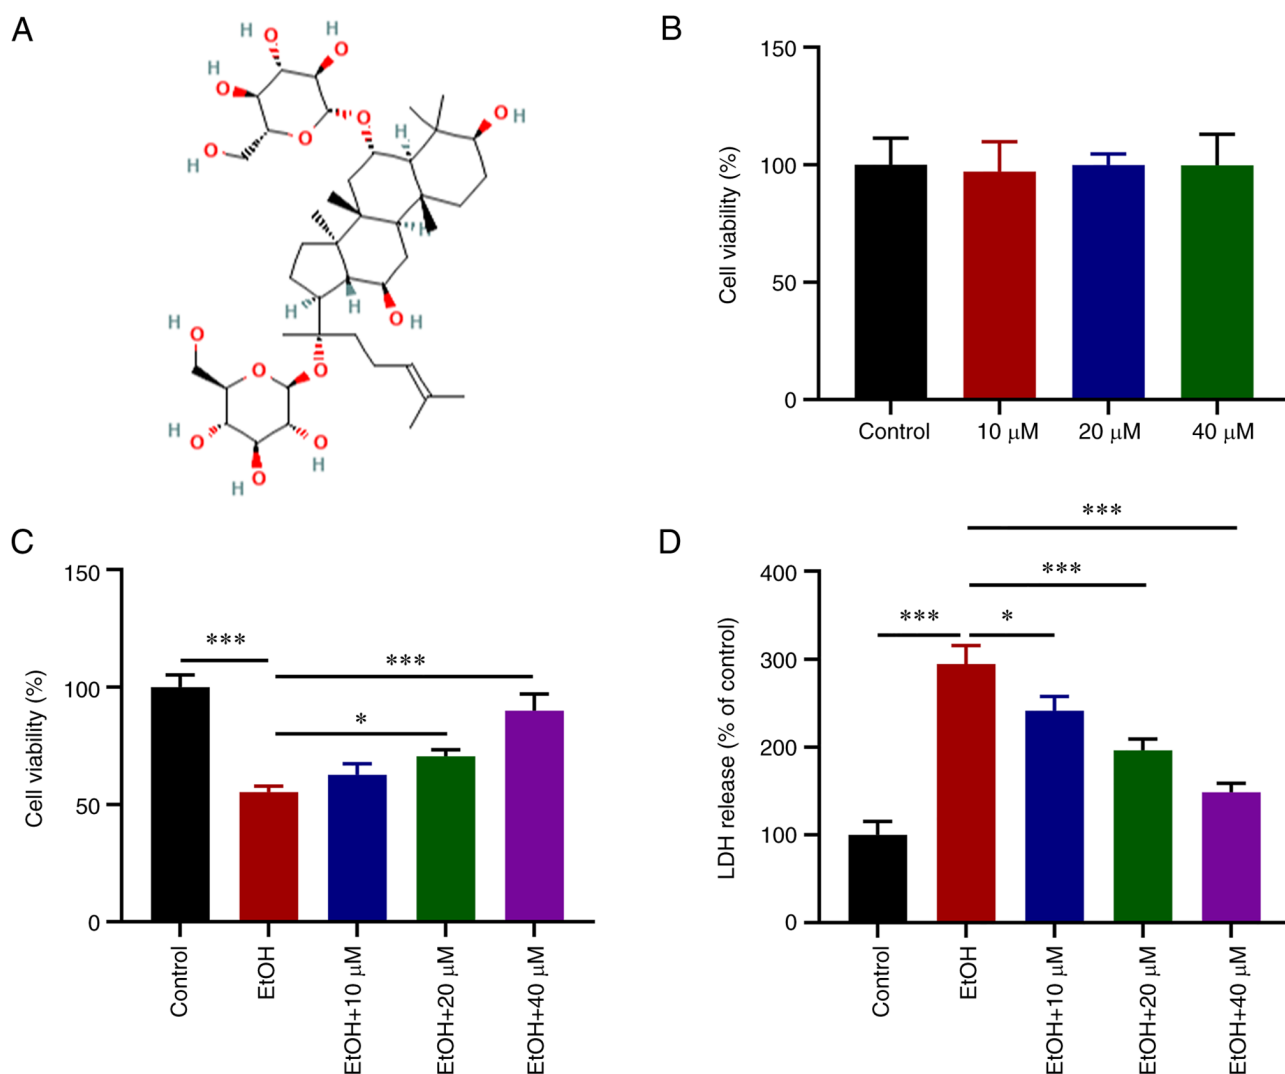 A
H
H
O
O
H
O
O
O
H
O
H
O
H
H
H
H
O
H
H
O
O
O
H
O
O
H
H
O
H
B
150
100
50
0
Cell viability (%)
Control
10 μM
20 μM
40 μM
C
150
100
50
0
Cell viability (%)
***
***
*
Control
EtOH
EtOH+10 μM
EtOH+20 μM
EtOH+40 μM
D
400
300
200
100
0
LDH release (% of control)
***
***
***
*
Control
EtOH
EtOH+10 μM
EtOH+20 μM
EtOH+40 μM